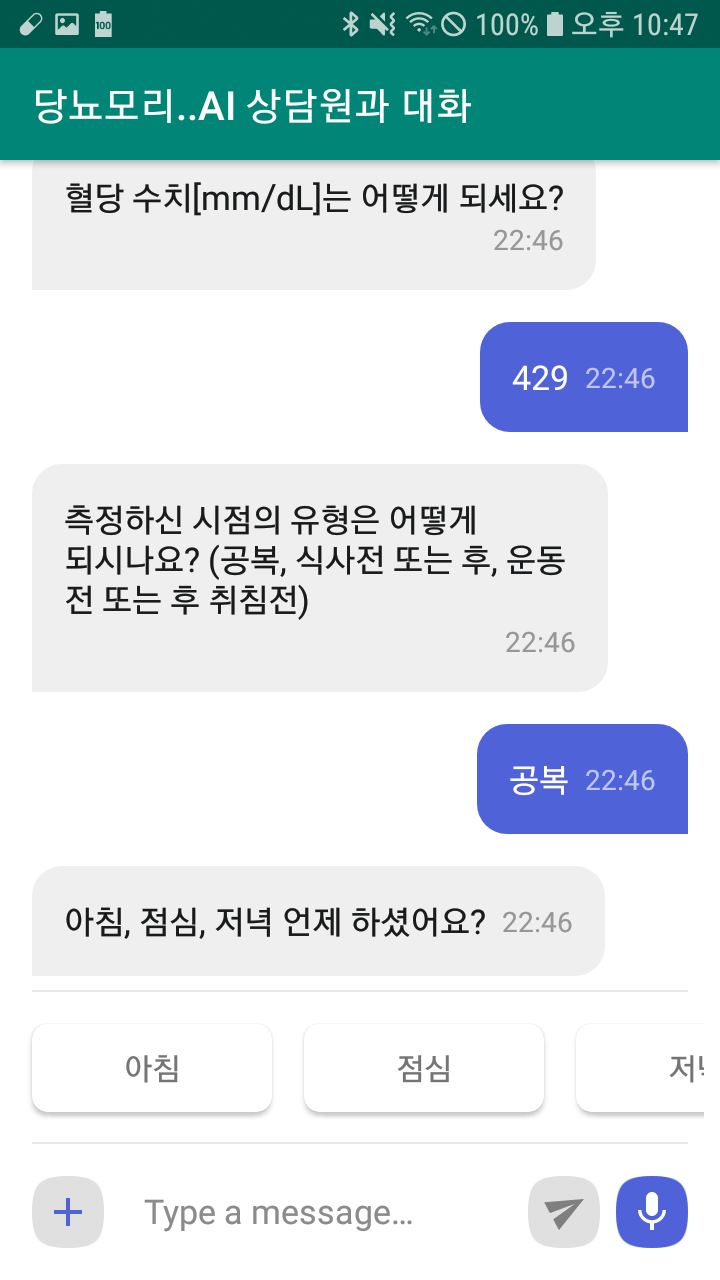 100
100% 오후 10:47
당뇨모리..AI 상담원과 대화
혈당 수치[mm/dL]는 어떻게 되세요?
22:46
429 22:46
측정하신 시점의 유형은 어떻게
되시나요? (공복, 식사전 또는 후, 운동
전 또는 후 취침전)
22:46
공복 22:46
아침, 점심, 저녁 언제 하셨어요? 22:46
아침
점심
Type a message...